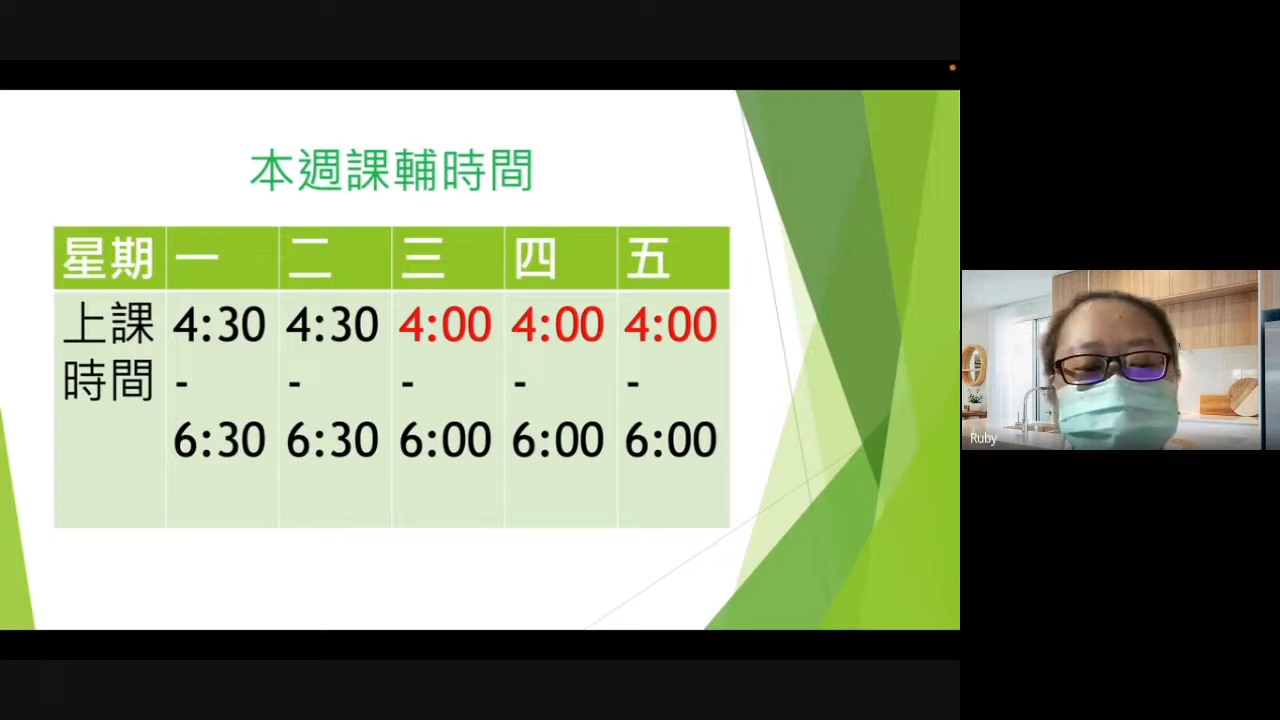 本週課輔時間
星期 一 二 三 四 五
上課 4:30 4:30 4:00 4:00 4:00
時間 - - - - -
6:30 6:30 6:00 6:00 6:00
Ruby